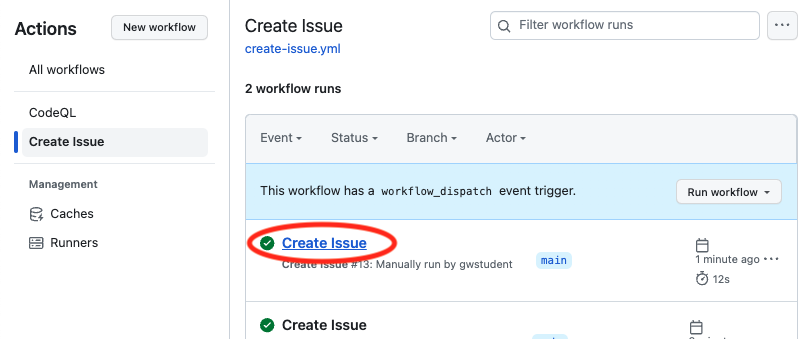 Actions
New workflow
All workflows
CodeQL
Create Issue
Management
Caches
Runners
Create Issue
create-issue.yml
Filter workflow runs
2 workflow runs
Event Status Branch Actor
This workflow has a workflow_dispatch event trigger.
Run workflow
Create Issue
Create Issue #13: Manually run by gwstudent
main
1 minute ago
12s
Create Issue